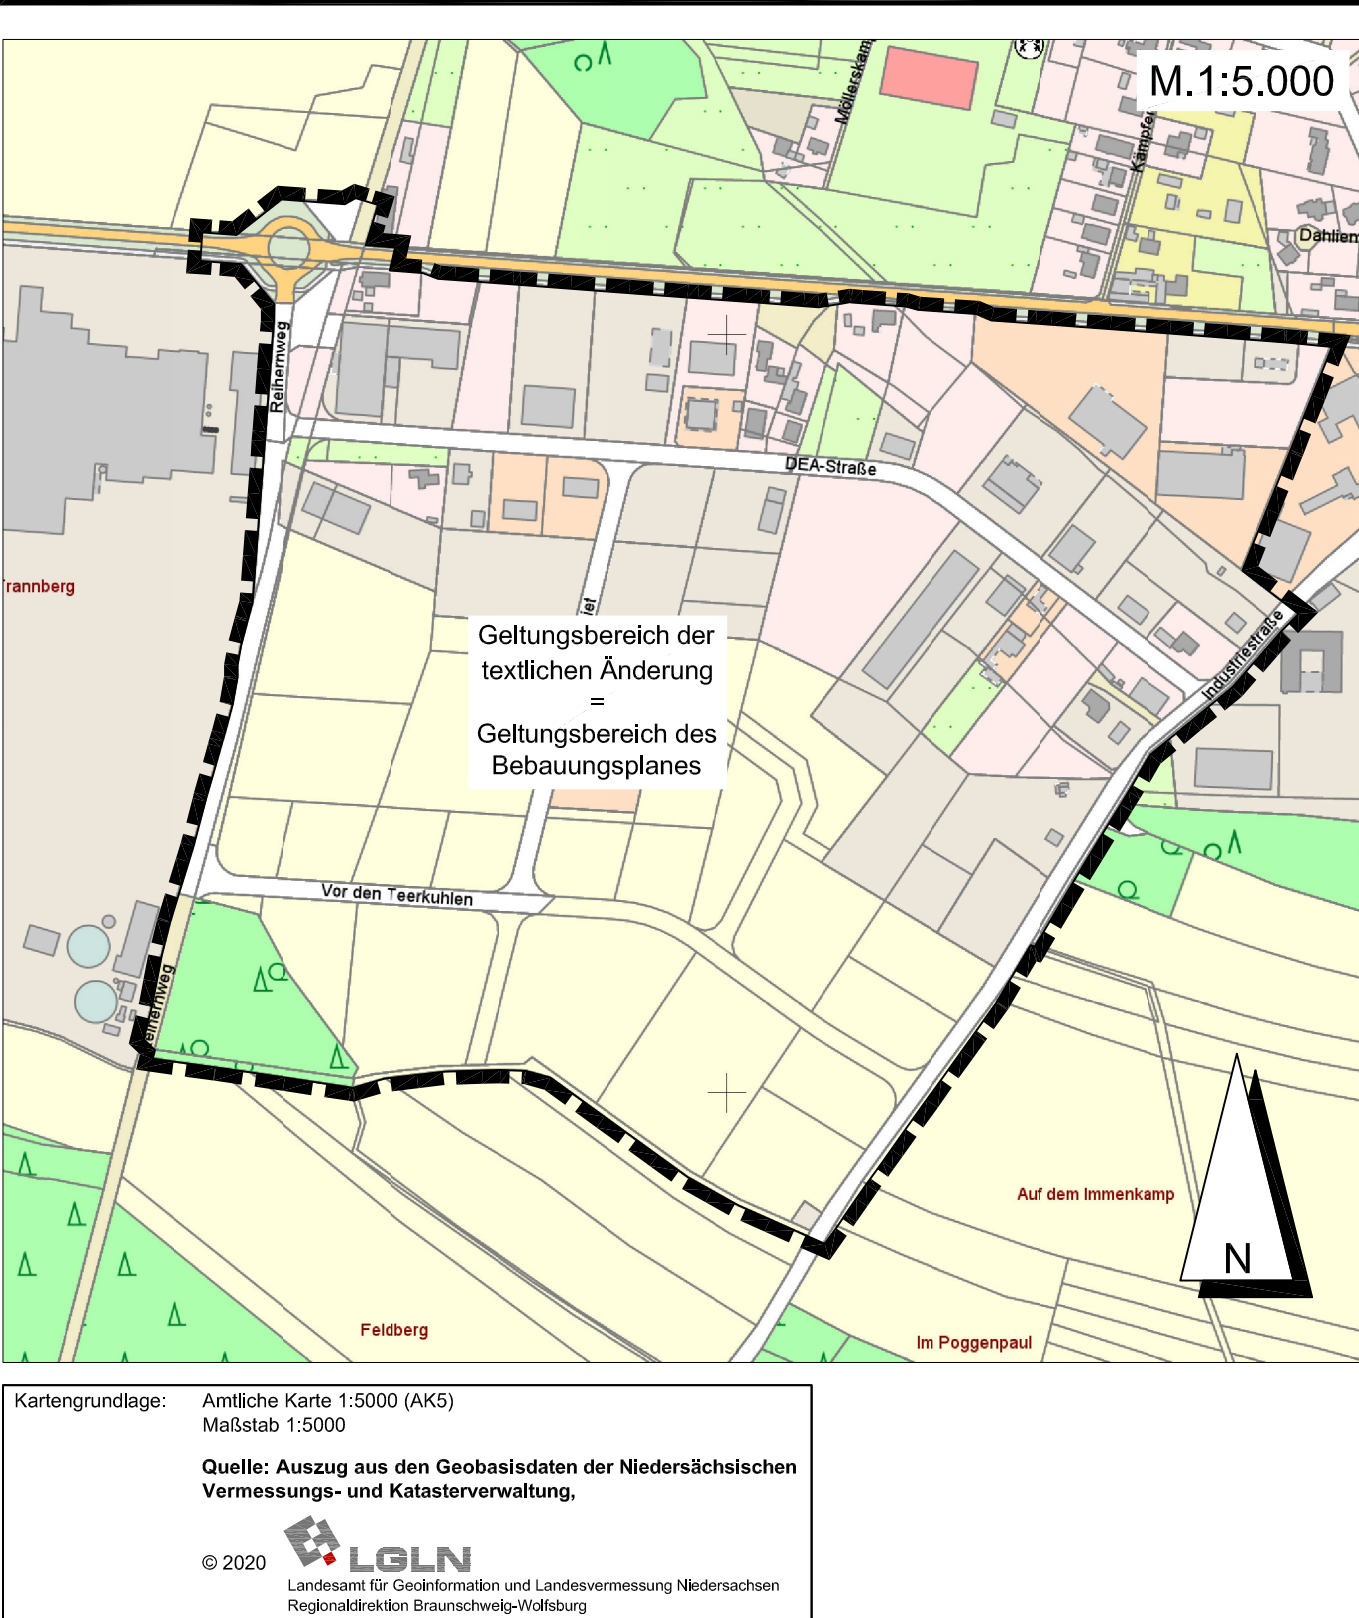 M.1:5.000
Möllerskamp
Kämpfe
Dahlien
Reihernweg
DEA-Straße
rannberg
iet
Geltungsbereich der
textlichen Änderung
=
Geltungsbereich des
Bebauungsplanes
Industriestraße
Vor den Teerkuhlen
eihernweg
Auf dem Immenkamp
N
Feldberg
Im Poggenpaul
Kartengrundlage: Amtliche Karte 1:5000 (AK5)
Maßstab 1:5000
Quelle: Auszug aus den Geobasisdaten der Niedersächsischen
Vermessungs- und Katasterverwaltung,
© 2020 LGLN
Landesamt für Geoinformation und Landesvermessung Niedersachsen
Regionaldirektion Braunschweig-Wolfsburg